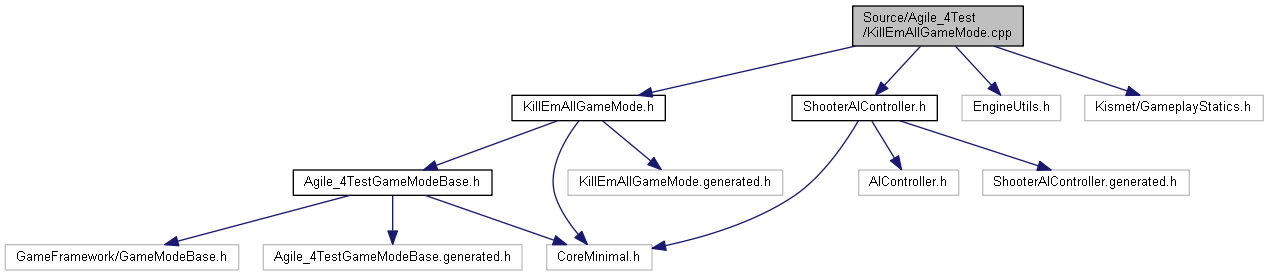 Source/Agile_4Test
/KillEmAllGameMode.cpp
KillEmAllGameMode.h
ShooterAIController.h
EngineUtils.h
Kismet/GameplayStatics.h
Agile_4TestGameModeBase.h
KillEmAllGameMode.generated.h
AIController.h
ShooterAIController.generated.h
GameFramework/GameModeBase.h
Agile_4TestGameModeBase.generated.h
CoreMinimal.h